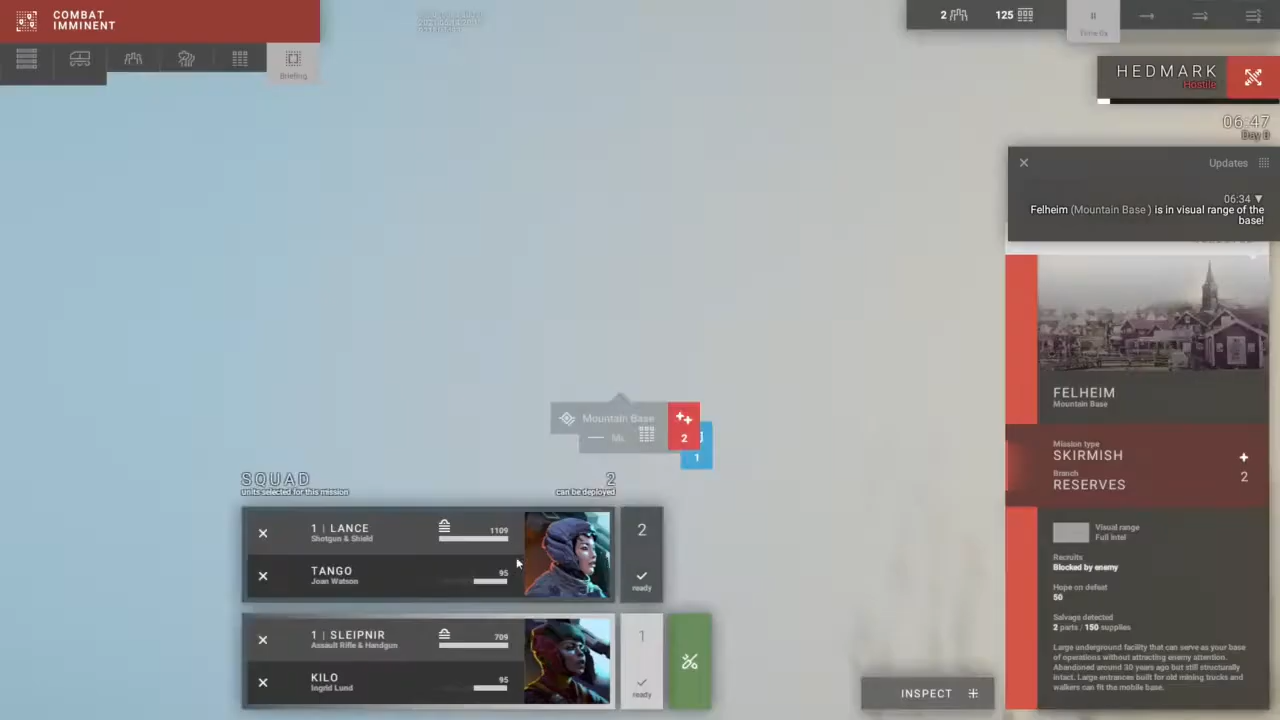 COMBAT
IMMINENT
Briefing
2
125
Time 0s
HEDMARK
Hostile
06:47
Day 8
Updates
06:34 ▼
Felheim (Mountain Base ) is in visual range of the
base!
FELHEIM
Mountain Base
Mission type
SKIRMISH
Branch
RESERVES
2
Visual range
Full intel
Recruits
Blocked by enemy
Hope on defeat
50
Salvage detected
2 parts / 150 supplies
Large underground facility that can serve as your base
of operations without attracting enemy attention.
Abandoned around 30 years ago but still structurally
intact. Large entrances built for old mining trucks and
walkers can fit the mobile base.
Mountain Base
2
1
SQUAD
units selected for this mission
2
can be deployed
1 | LANCE
Shotgun & Shield
1109
TANGO
Joan Watson
95
2
ready
1 | SLEIPNIR
Assault Rifle & Handgun
709
KILO
Ingrid Lund
95
1
ready
INSPECT